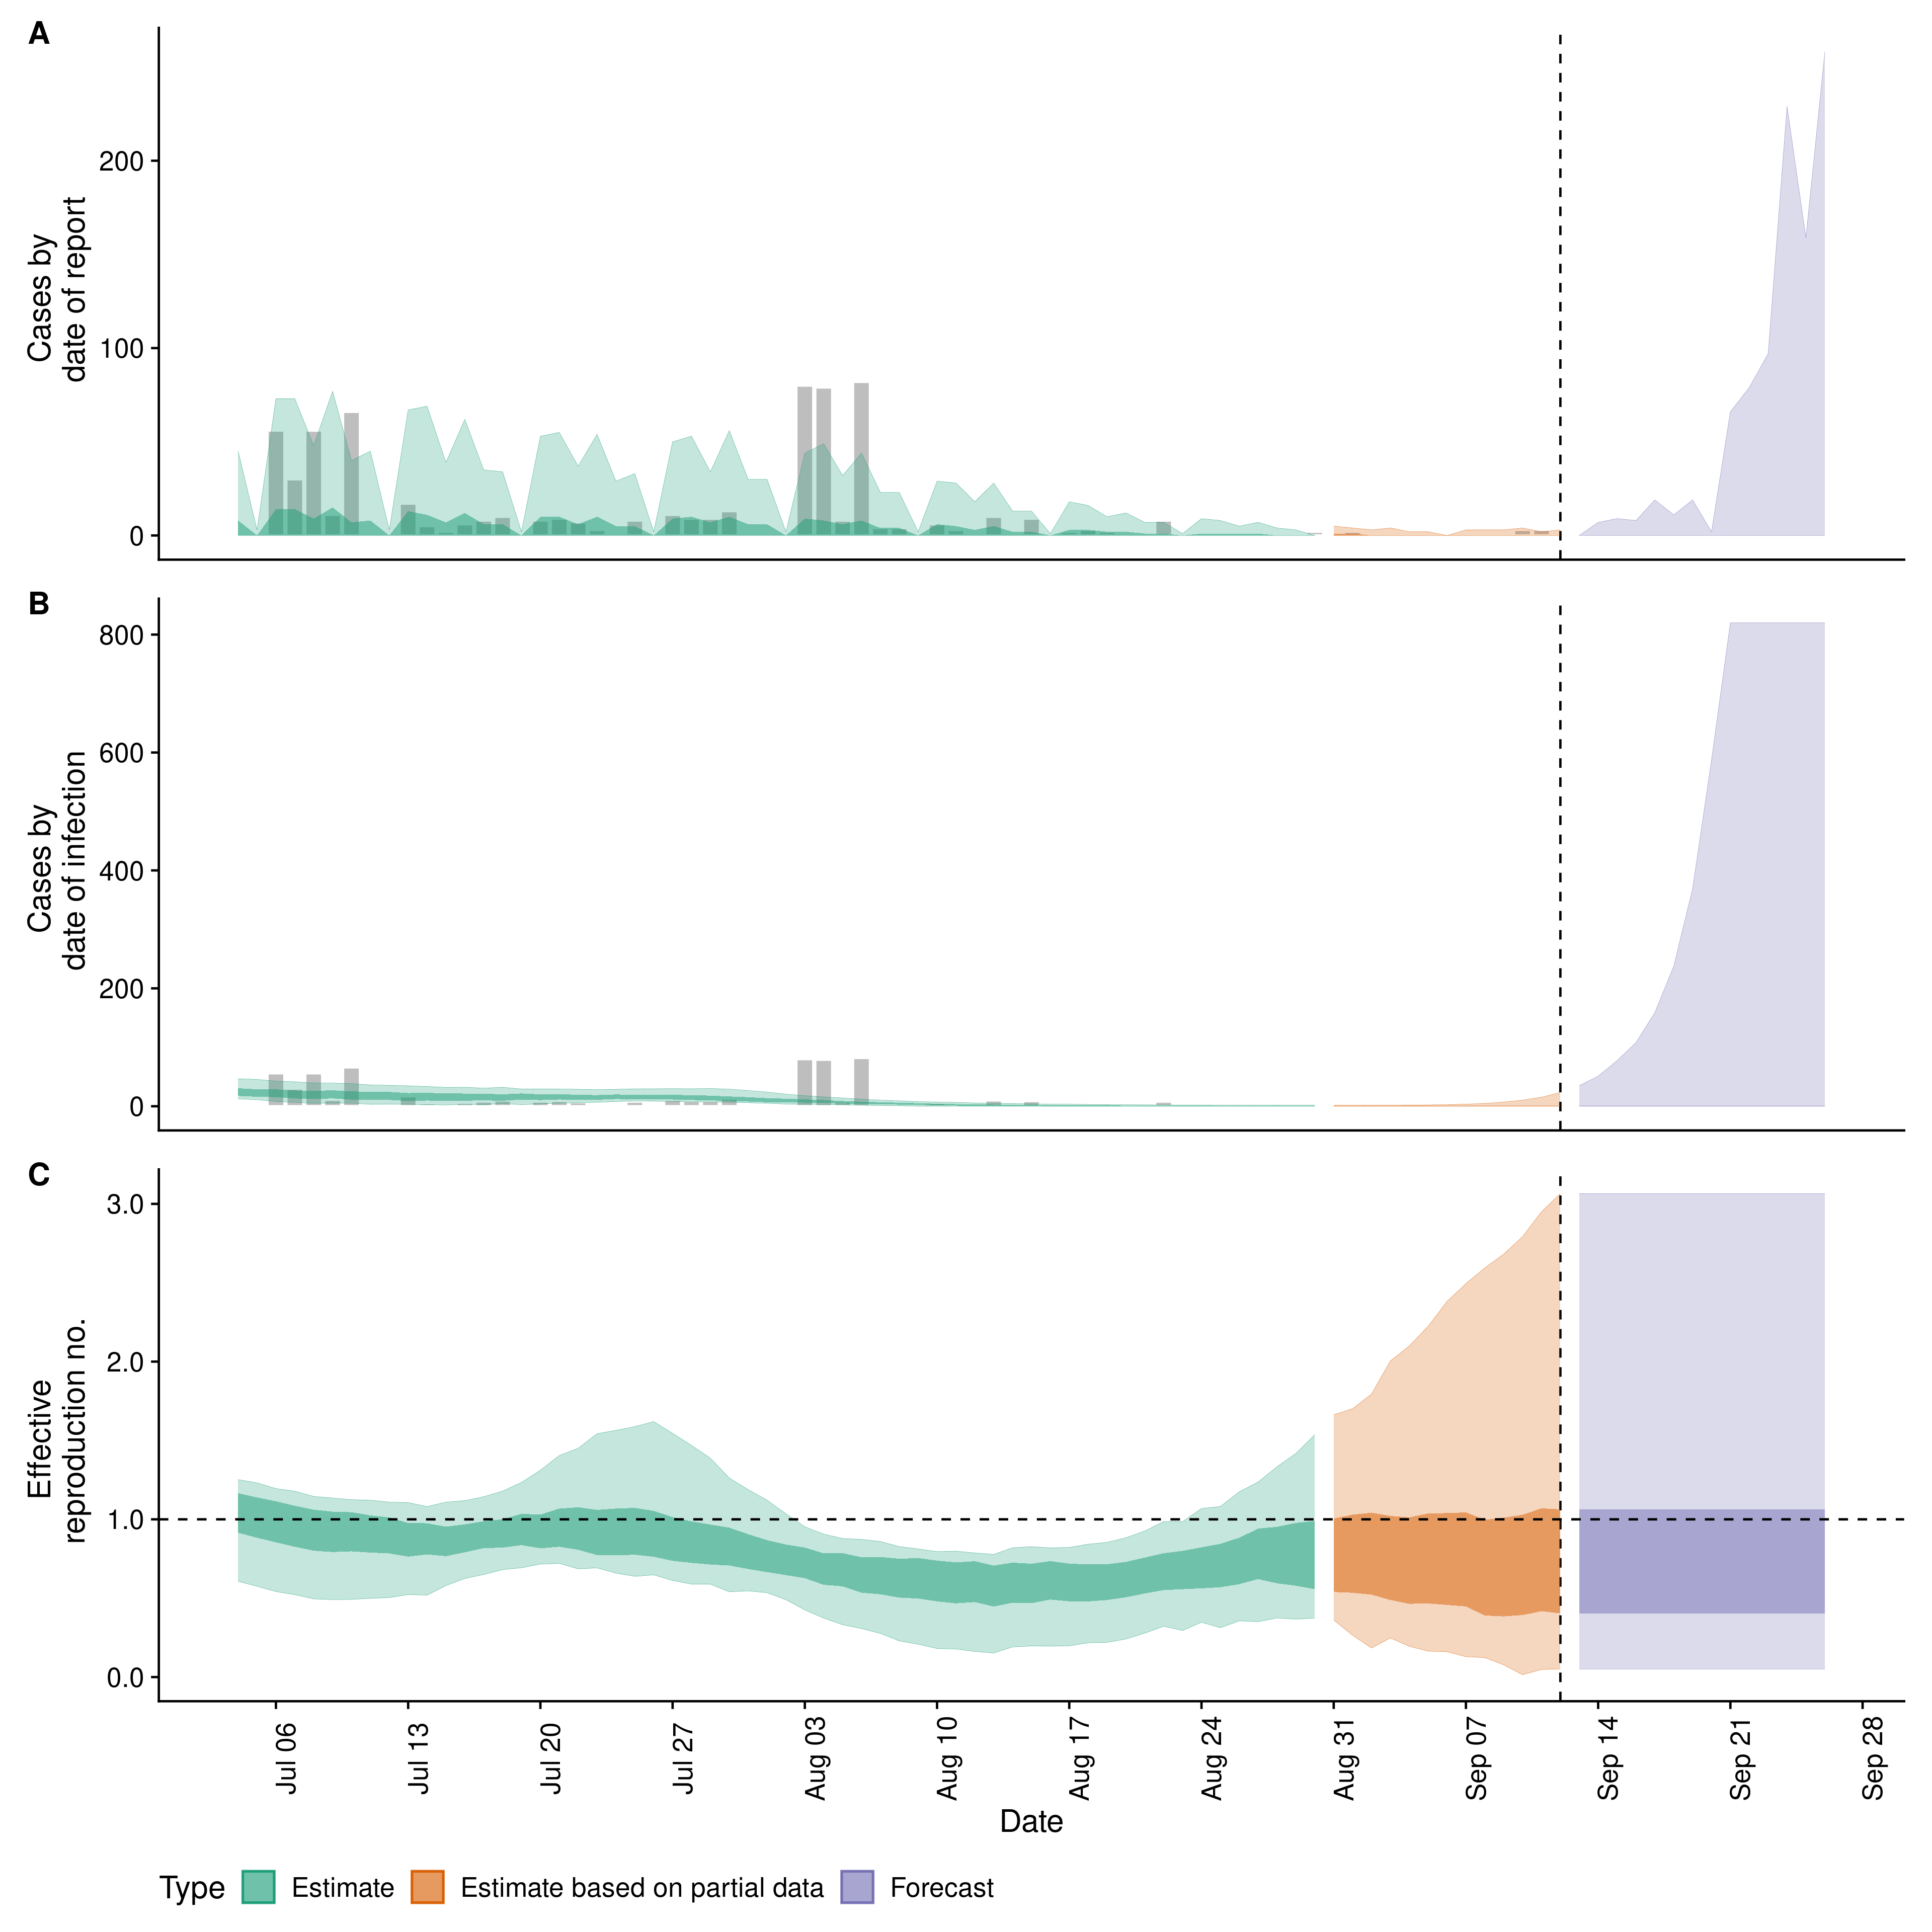 A
Cases by
date of report
200
100
0
B
Cases by
date of infection
800
600
400
200
0
C
Effective
reproduction no.
3.0
2.0
1.0
0.0
Jul 06
Jul 13
Jul 20
Jul 27
Aug 03
Aug 10
Aug 17
Aug 24
Aug 31
Sep 07
Sep 14
Sep 21
Sep 28
Date
Type Estimate Estimate based on partial data Forecast